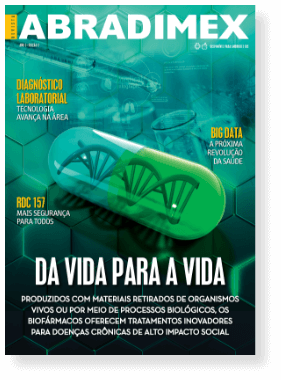 REVISTA
ABRADIMEX
DIAGNÓSTICO
LABORATORIAL
TECNOLOGIA
AVANÇA NA ÁREA
BIG DATA
A PRÓXIMA
REVOLUÇÃO
DA SAÚDE
RDC 157
MAIS SEGURANÇA
PARA TODOS
DA VIDA PARA A VIDA
PRODUZIDOS COM MATERIAIS RETIRADOS DE ORGANISMOS
VIVOS OU POR MEIO DE PROCESSOS BIOLÓGICOS, OS
BIOFÁRMACOS OFERECEM TRATAMENTOS INOVADORES
PARA DOENÇAS CRÔNICAS DE ALTO IMPACTO SOCIAL